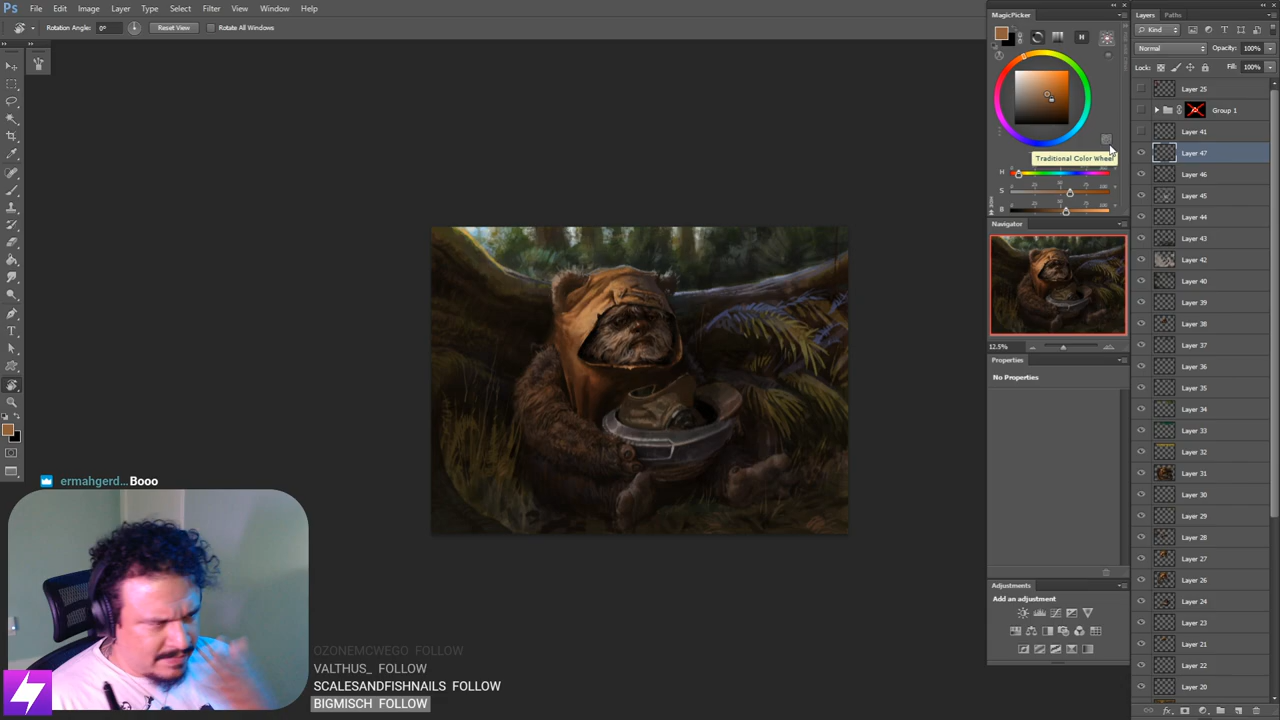 Ps File Edit Image Layer Type Select Filter View Window Help
Rotation Angle: 0° Reset View Rotate All Windows
MagicPicker
H
Traditional Color Wheel
H
S
B
Navigator
12.5%
Properties
No Properties
Adjustments
Add an adjustment
Layers Paths
Kind
Normal Opacity: 100%
Lock: Fill: 100%
Layer 25
Group 1
Layer 41
Layer 47
Layer 46
Layer 45
Layer 44
Layer 43
Layer 42
Layer 40
Layer 39
Layer 38
Layer 37
Layer 36
Layer 35
Layer 34
Layer 33
Layer 32
Layer 31
Layer 30
Layer 29
Layer 28
Layer 27
Layer 26
Layer 24
Layer 23
Layer 21
Layer 22
Layer 20
ermahgerd... Booo
OZONEMCWEGO FOLLOW
VALTHUS_ FOLLOW
SCALESANDFISHNAILS FOLLOW
BIGMISCH FOLLOW